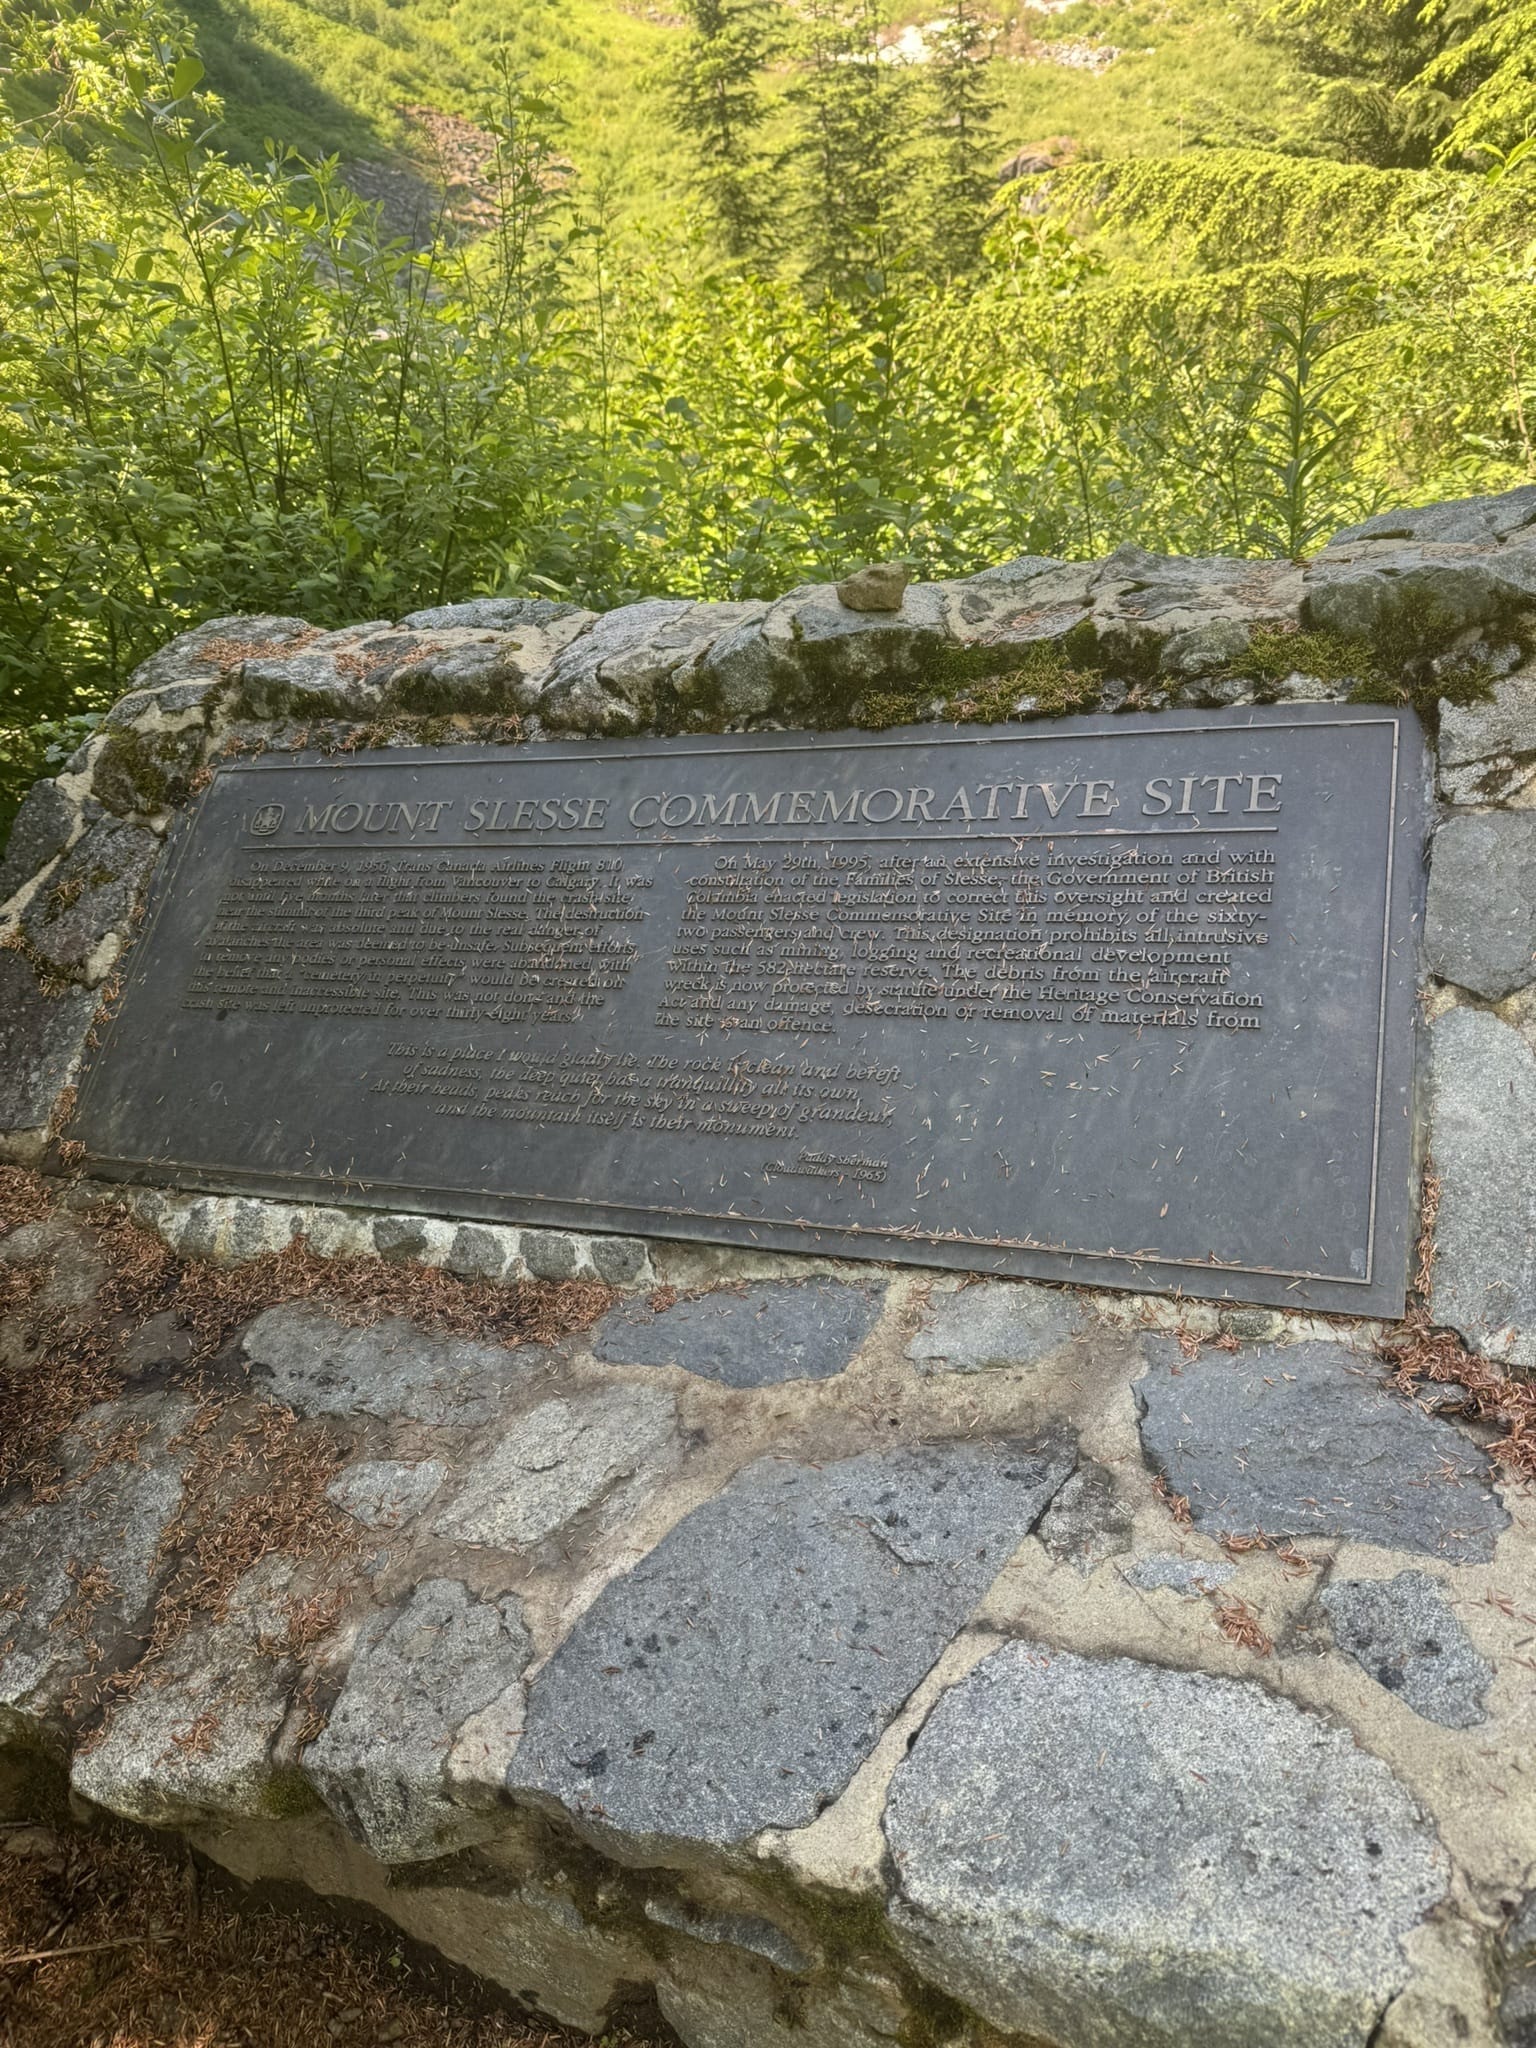 MOUNT SLESSE COMMEMORATIVE SITE
On December 9, 1956, Trans Canada Airlines Flight 810
disappeared while on a flight from Vancouver to Calgary. It was
not until five months later that climbers found the crash site,
near the summit of the third peak of Mount Slesse. The destruction
of the aircraft was absolute and due to the real danger of
avalanches the area was deemed to be unsafe. Subsequent efforts
to remove any bodies or personal effects were abandoned with
the belief that a "cemetery in perpetuity" would be created on
this remote and inaccessible site. This was not done and the
crash site was left unprotected for over thirty-eight years.
On May 29th, 1995, after an extensive investigation and with
consultation of the Families of Slesse, the Government of British
Columbia enacted legislation to correct this oversight and created
the Mount Slesse Commemorative Site in memory of the sixty-
two passengers and crew. This designation prohibits all intrusive
uses such as mining, logging and recreational development
within the 582 hectare reserve. The debris from the aircraft
wreck is now protected by statute under the Heritage Conservation
Act and any damage, desecration or removal of materials from
the site is an offence.
This is a place I would gladly lie. The rock is clean and bereft
of sadness, the deep quiet has a tranquillity all its own.
At their heads, peaks reach for the sky in a sweep of grandeur,
and the mountain itself is their monument.
Paddy Sherman
(Cloudwalkers - 1965)